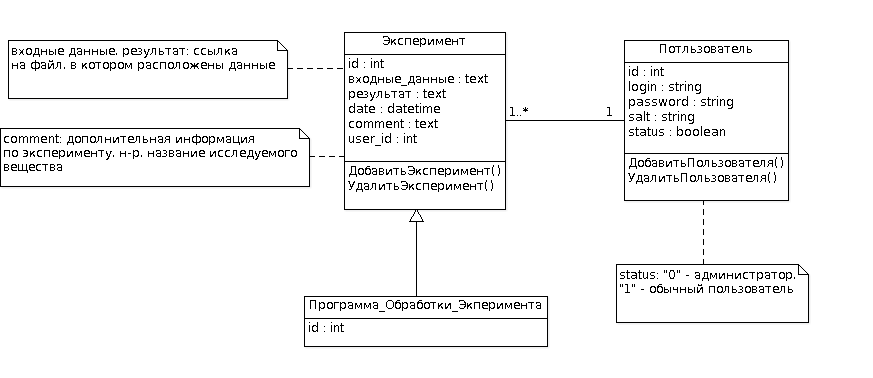 входные данные. результат: ссылка
на файл. в котором расположены данные
comment: дополнительная информация
по эксперименту. н-р. название исследуемого
вещества
Эксперимент
id : int
входные_данные : text
результат : text
date : datetime
comment : text
user_id : int
ДобавитьЭксперимент()
УдалитьЭксперимент()
1..*
1
Потльзователь
id : int
login : string
password : string
salt : string
status : boolean
ДобавитьПользователя()
УдалитьПользователя()
status: "0" - администратор.
"1" - обычный пользователь
Программа_Обработки_Экперимента
id : int